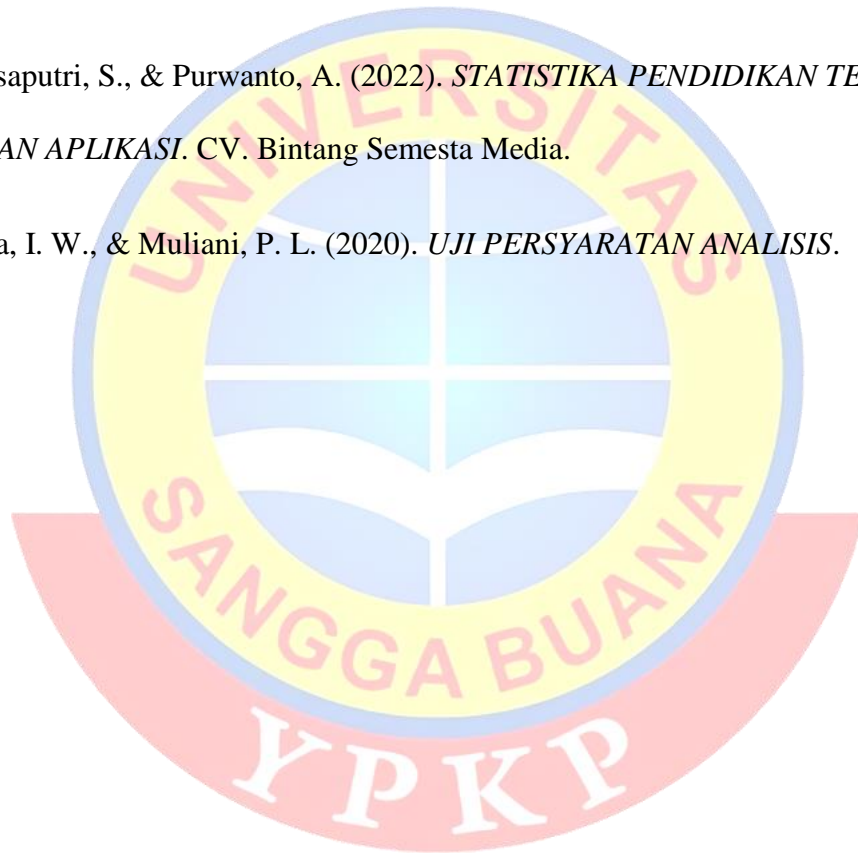 saputri, S., & Purwanto, A. (2022). STATISTIKA PENDIDIKAN TE
AN APLIKASI. CV. Bintang Semesta Media.
a, I. W., & Muliani, P. L. (2020). UJI PERSYARATAN ANALISIS.
UNIVERSITAS
SANGGA BUANA
YPKP